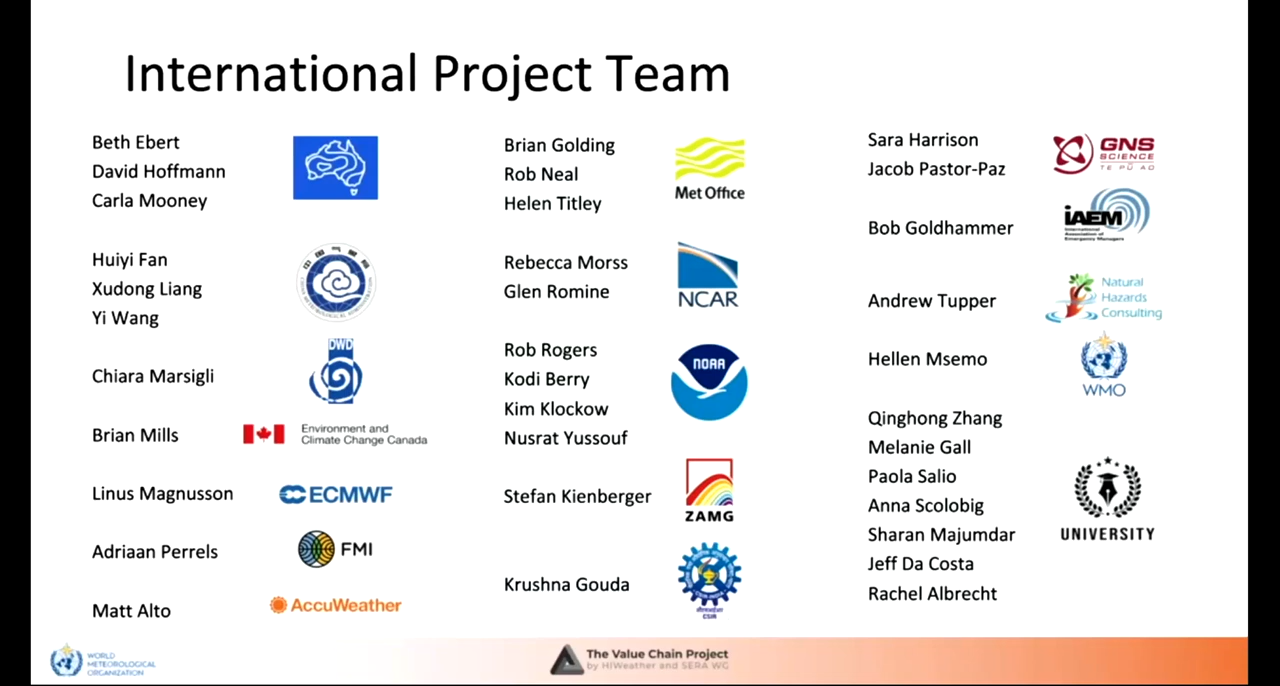 International Project Team
Beth Ebert
David Hoffmann
Carla Mooney
Huiyi Fan
Xudong Liang
Yi Wang
Chiara Marsigli
DWD
Brian Mills
Environment and
Climate Change Canada
Linus Magnusson
ECMWF
Adriaan Perrels
FMI
Matt Alto
AccuWeather
Brian Golding
Rob Neal
Helen Titley
Met Office
Rebecca Morss
Glen Romine
NCAR
Rob Rogers
Kodi Berry
Kim Klockow
Nusrat Yussouf
NOAA
Stefan Kienberger
ZAMG
Krushna Gouda
CSIR
Sara Harrison
Jacob Pastor-Paz
GNS
SCIENCE
TE PŪ AO
Bob Goldhammer
iAEM
International
Association of
Emergency Managers
Andrew Tupper
Natural
Hazards
Consulting
Hellen Msemo
WMO
Qinghong Zhang
Melanie Gall
Paola Salio
Anna Scolobig
Sharan Majumdar
Jeff Da Costa
Rachel Albrecht
UNIVERSITY
WORLD
METEOROLOGICAL
ORGANIZATION
The Value Chain Project
by HIWeather and SERA WG